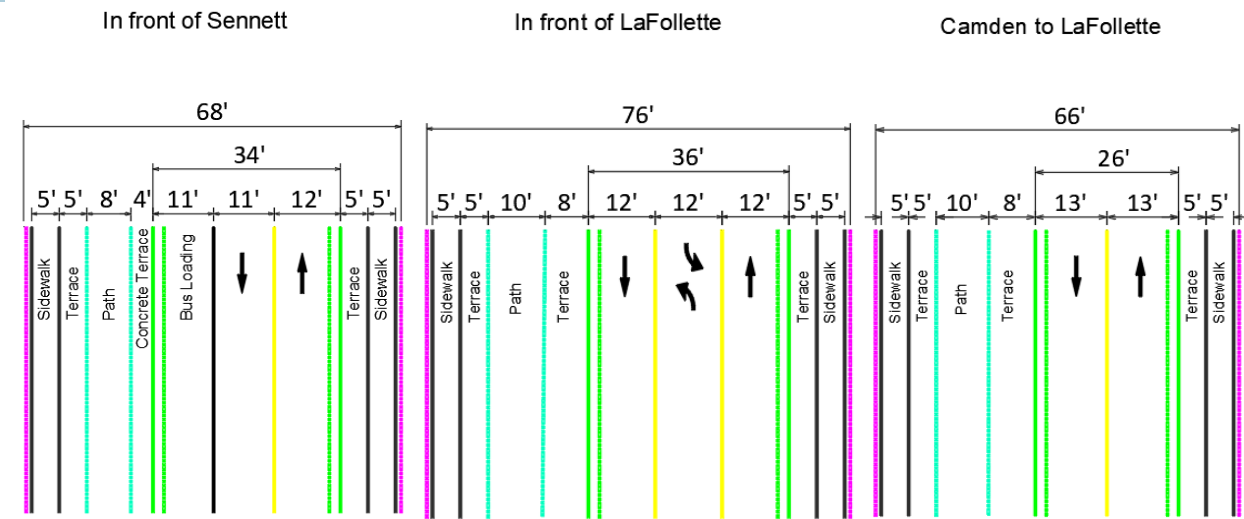 In front of Sennett
68'
34'
5' 5' 8' 4' 11' 11' 12' 5' 5'
Sidewalk
Terrace
Path
Concrete Terrace
Bus Loading
Terrace
Sidewalk
In front of LaFollette
76'
36'
5' 5' 10' 8' 12' 12' 12' 5' 5'
Sidewalk
Terrace
Path
Terrace
Terrace
Sidewalk
Camden to LaFollette
66'
26'
5' 5' 10' 8' 13' 13' 5' 5'
Sidewalk
Terrace
Path
Terrace
Terrace
Sidewalk